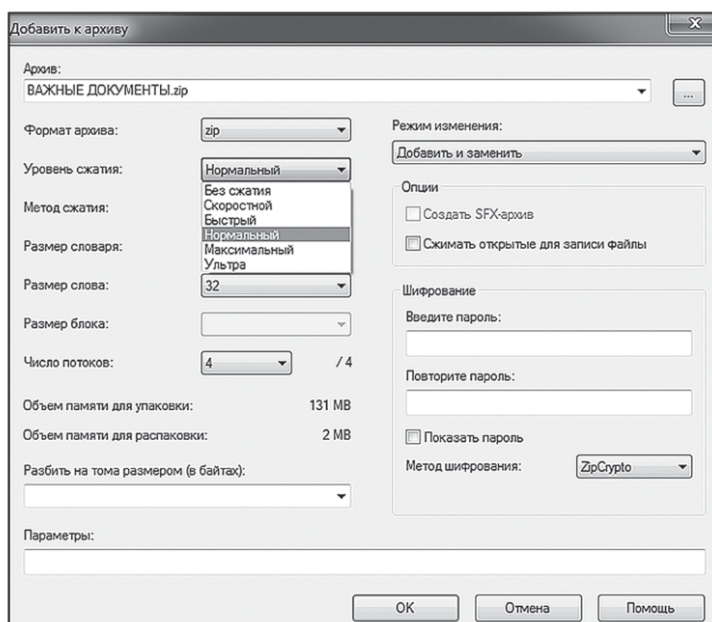 Добавить к архиву
Архив:
ВАЖНЫЕ ДОКУМЕНТЫ.zip
...
Формат архива:
zip
Уровень сжатия:
Нормальный
Без сжатия
Скоростной
Быстрый
Нормальный
Максимальный
Ультра
Метод сжатия:
Размер словаря:
Размер слова:
32
Размер блока:
Число потоков:
4
/ 4
Объем памяти для упаковки:
131 MB
Объем памяти для распаковки:
2 MB
Разбить на тома размером (в байтах):
Режим изменения:
Добавить и заменить
Опции
Создать SFX-архив
Сжимать открытые для записи файлы
Шифрование
Введите пароль:
Повторите пароль:
Показать пароль
Метод шифрования:
ZipCrypto
Параметры:
OK
Отмена
Помощь